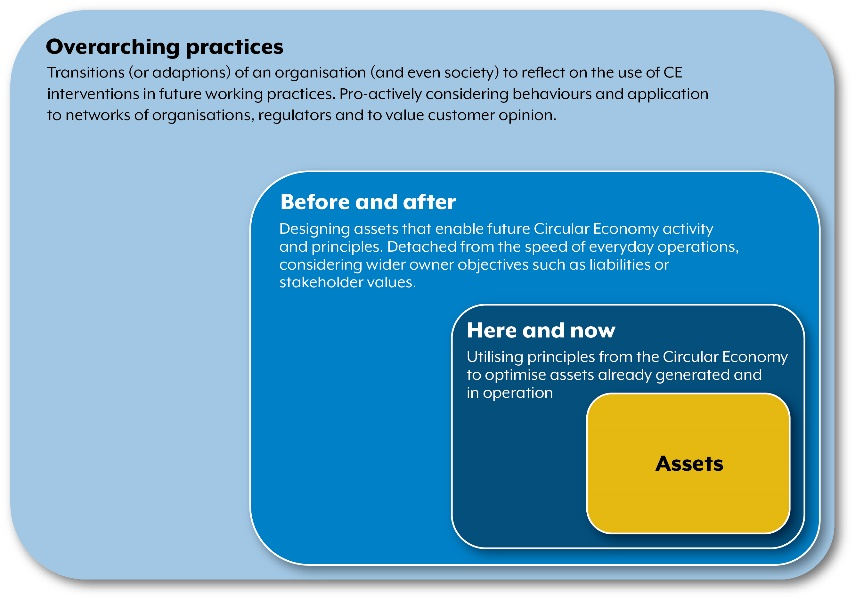 Overarching practices
Transitions (or adaptions) of an organisation (and even society) to reflect on the use of CE
interventions in future working practices. Pro-actively considering behaviours and application
to networks of organisations, regulators and to value customer opinion.
Before and after
Designing assets that enable future Circular Economy activity
and principles. Detached from the speed of everyday operations,
considering wider owner objectives such as liabilities or
stakeholder values.
Here and now
Utilising principles from the Circular Economy
to optimise assets already generated and
in operation
Assets